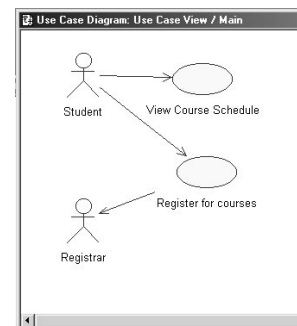 Use Case Diagram: Use Case View / Main
Student
View Course Schedule
Register for courses
Registrar